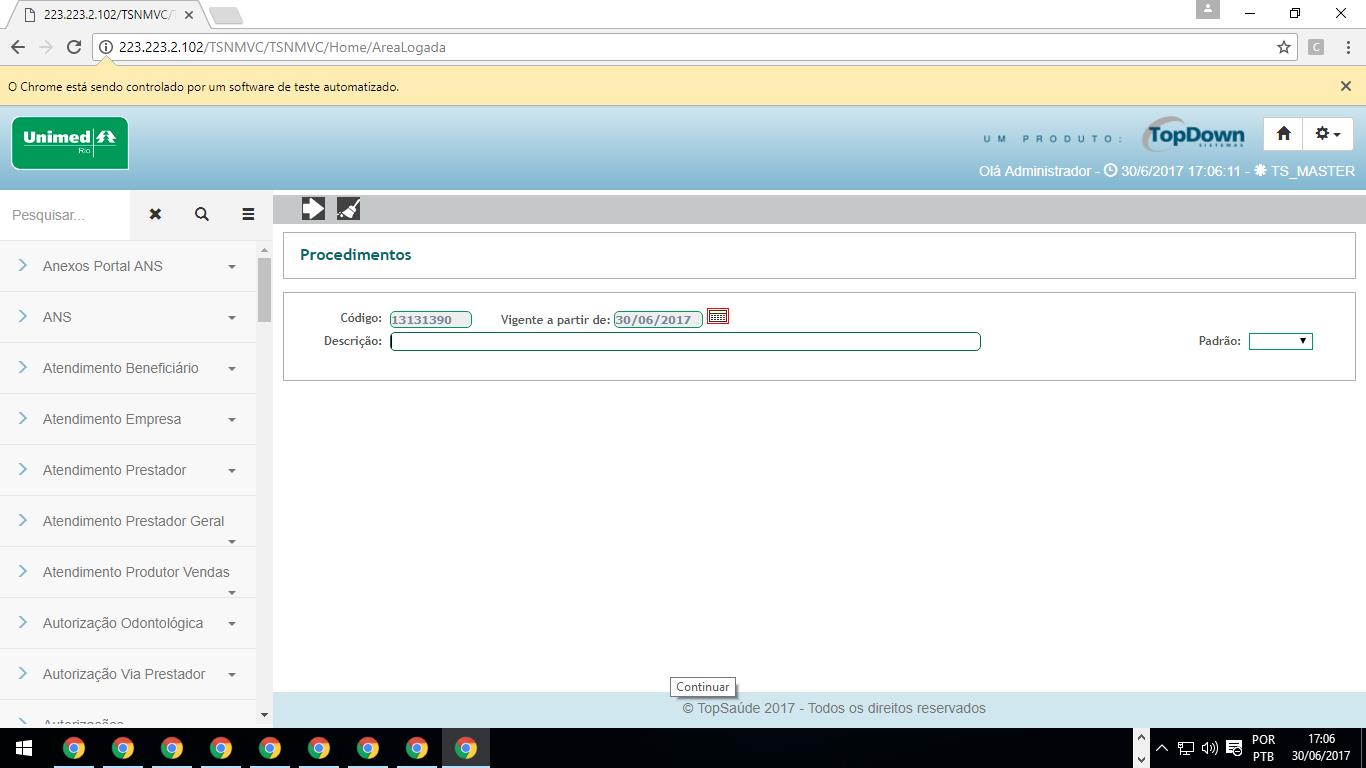 223.223.2.102/TSNMVC/T
223.223.2.102/TSNMVC/TSNMVC/Home/AreaLogada
C
O Chrome está sendo controlado por um software de teste automatizado.
Unimed
Rio
UM PRODUTO:
TopDown
SISTEMAS
Olá Administrador - 30/6/2017 17:06:11 - TS_MASTER
Pesquisar...
Anexos Portal ANS
ANS
Atendimento Beneficiário
Atendimento Empresa
Atendimento Prestador
Atendimento Prestador Geral
Atendimento Produtor Vendas
Autorização Odontológica
Autorização Via Prestador
Autorizações
Procedimentos
Código: 13131390 Vigente a partir de: 30/06/2017
Descrição: Padrão:
Continuar
© TopSaúde 2017 - Todos os direitos reservados
POR
PTB
17:06
30/06/2017